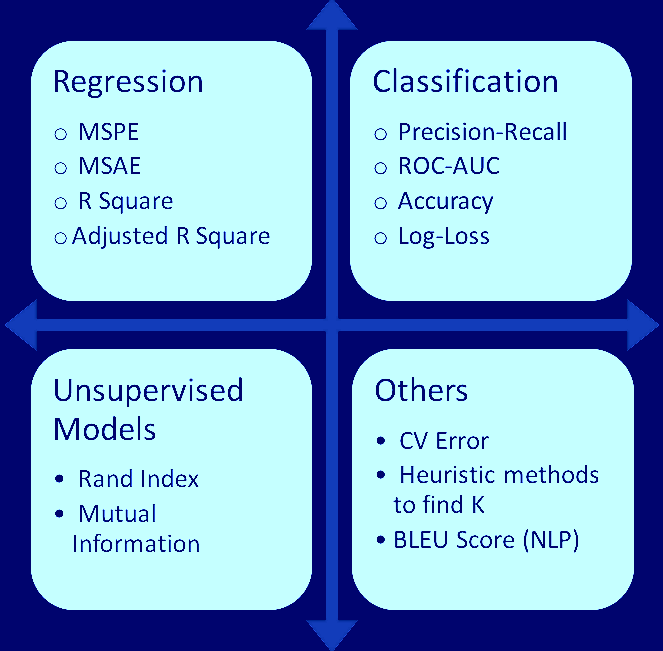 Regression
○ MSPE
○ MSAE
○ R Square
○ Adjusted R Square
Classification
○ Precision-Recall
○ ROC-AUC
○ Accuracy
○ Log-Loss
Unsupervised
Models
• Rand Index
• Mutual
Information
Others
• CV Error
• Heuristic methods
to find K
• BLEU Score (NLP)